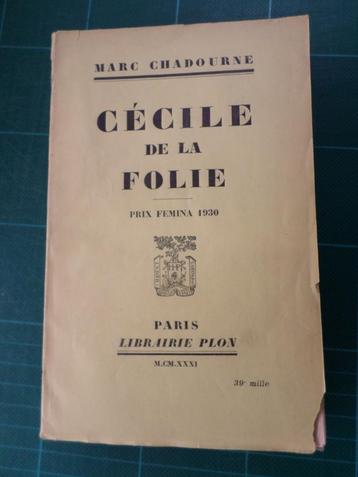 MARC CHADOURNE
CÉCILE
DE LA
FOLIE
PRIX FEMINA 1930
PARIS
LIBRAIRIE PLON
M.CM.XXXI
39e mille